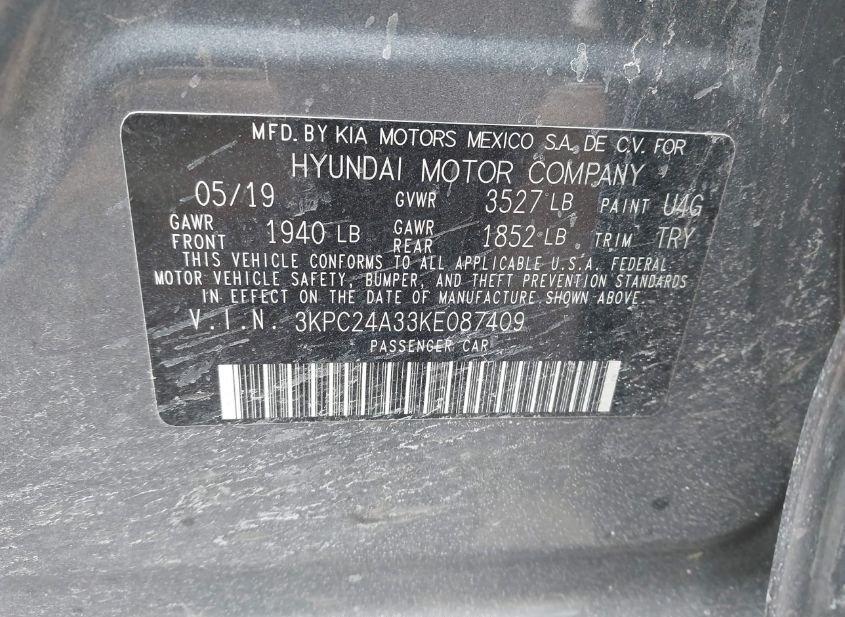 MFD. BY KIA MOTORS MEXICO S.A. DE C.V. FOR
HYUNDAI MOTOR COMPANY
05/19 GVWR 3527 LB PAINT U4G
GAWR FRONT 1940 LB GAWR REAR 1852 LB TRIM TRY
THIS VEHICLE CONFORMS TO ALL APPLICABLE U.S.A. FEDERAL
MOTOR VEHICLE SAFETY, BUMPER, AND THEFT PREVENTION STANDARDS
IN EFFECT ON THE DATE OF MANUFACTURE SHOWN ABOVE.
V.I.N. 3KPC24A33KE087409
PASSENGER CAR